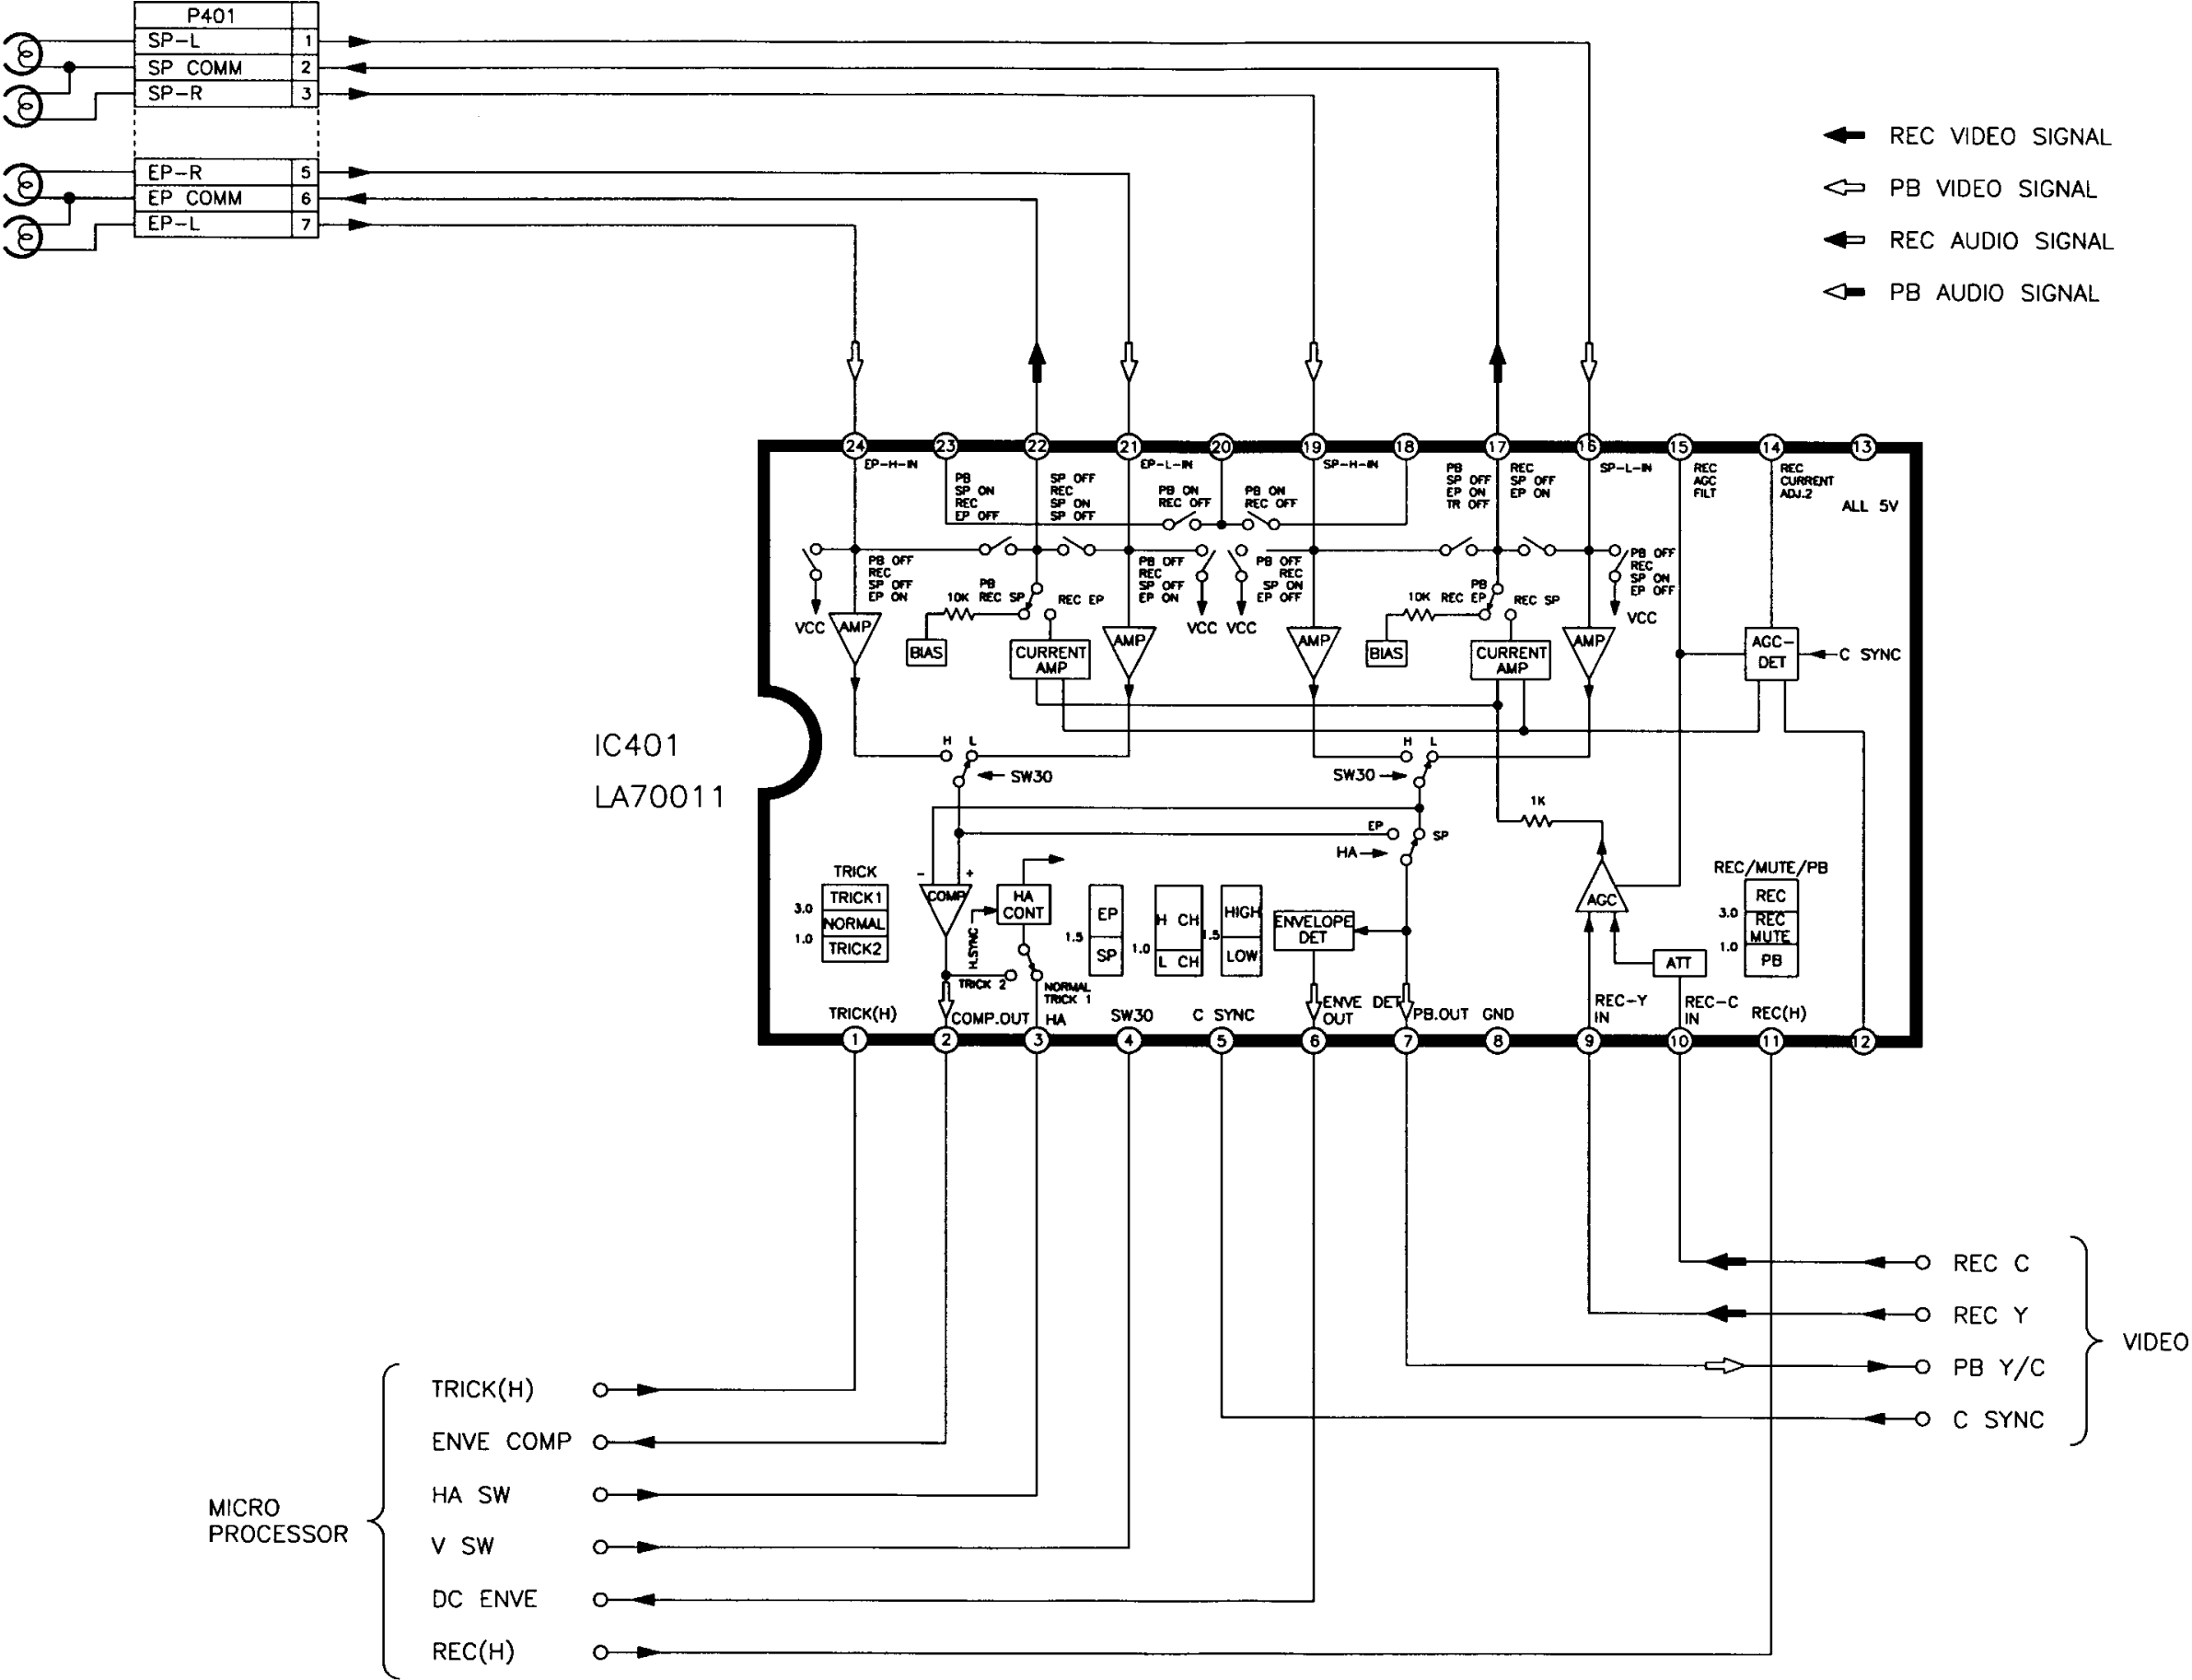 P401
SP-L 1
SP COMM 2
SP-R 3
EP-R 5
EP COMM 6
EP-L 7
REC VIDEO SIGNAL
PB VIDEO SIGNAL
REC AUDIO SIGNAL
PB AUDIO SIGNAL
24 23 22 21 20 19 18 17 16 15 14 13
EP-H-IN
EP-L-IN
SP-H-IN
SP-L-IN
PB
SP ON
REC
EP OFF
SP OFF
REC
SP ON
SP OFF
PB ON
REC OFF
PB ON
REC OFF
PB
SP OFF
EP ON
TR OFF
REC
SP OFF
EP ON
REC
AGC
FILT
REC
CURRENT
ADJ.2
ALL 5V
PB OFF
REC
SP OFF
EP ON
PB OFF
REC
SP OFF
EP ON
PB OFF
REC
SP ON
EP OFF
PB OFF
REC
SP ON
EP OFF
VCC
AMP
BIAS
10K
PB
REC SP
REC EP
CURRENT
AMP
AMP
VCC
VCC
AMP
BIAS
10K
PB
REC EP
REC SP
CURRENT
AMP
AMP
VCC
AGC-
DET
C SYNC
IC401
LA70011
H L
SW30
H L
SW30
1K
EP
SP
HA
TRICK
TRICK1
3.0
NORMAL
1.0
TRICK2
- +
COMP
HA
CONT
H.SYNC
TRICK 2
NORMAL
TRICK 1
EP
1.5
SP
H CH
1.0
L CH
HIGH
1.5
LOW
ENVELOPE
DET
AGC
ATT
REC/MUTE/PB
REC
3.0
REC
MUTE
1.0
PB
TRICK(H)
COMP.OUT
HA
SW30
C SYNC
ENVE DET
OUT
PB.OUT
GND
REC-Y
IN
REC-C
IN
REC(H)
1 2 3 4 5 6 7 8 9 10 11 12
REC C
REC Y
PB Y/C
C SYNC
VIDEO
TRICK(H)
ENVE COMP
HA SW
V SW
DC ENVE
REC(H)
MICRO
PROCESSOR